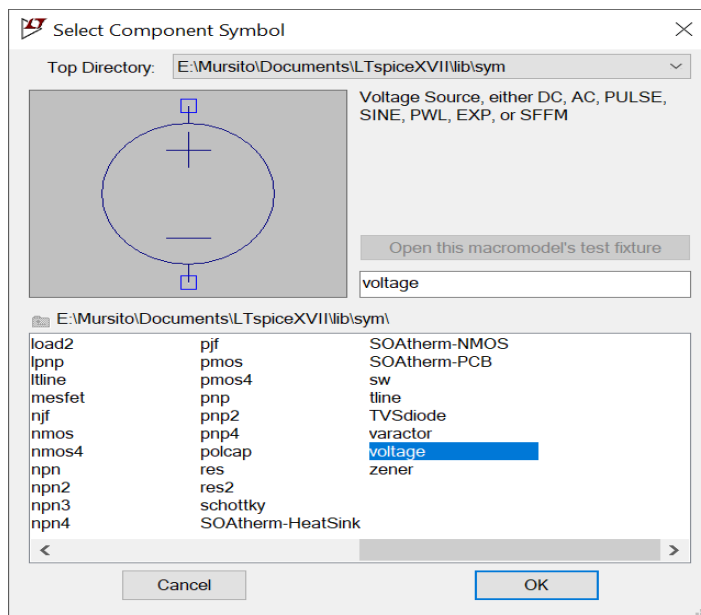 Select Component Symbol
Top Directory: E:\Mursito\Documents\LTspiceXVII\lib\sym
Voltage Source, either DC, AC, PULSE,
SINE, PWL, EXP, or SFFM
Open this macromodel's test fixture
voltage
E:\Mursito\Documents\LTspiceXVII\lib\sym\
load2
lpnp
ltline
mesfet
njf
nmos
nmos4
npn
npn2
npn3
npn4
pjf
pmos
pmos4
pnp
pnp2
pnp4
polcap
res
res2
schottky
SOAtherm-HeatSink
SOAtherm-NMOS
SOAtherm-PCB
sw
tline
TVSdiode
varactor
voltage
zener
Cancel
OK